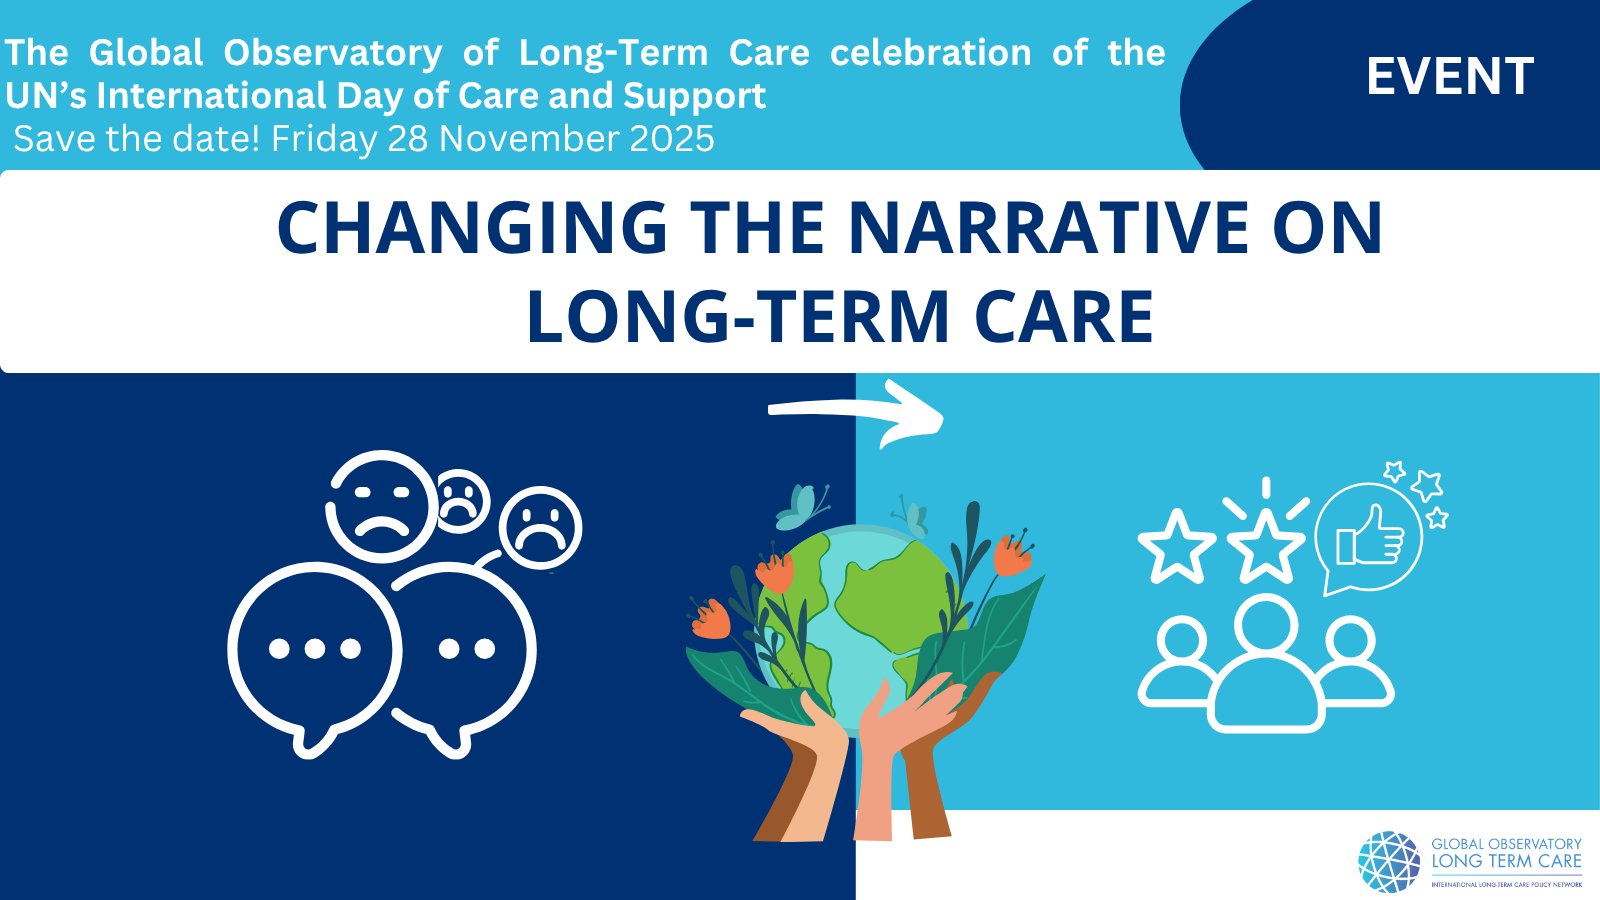 The Global Observatory of Long-Term Care celebration of the
UN’s International Day of Care and Support
Save the date! Friday 28 November 2025
EVENT
CHANGING THE NARRATIVE ON
LONG-TERM CARE
GLOBAL OBSERVATORY
LONG TERM CARE
INTERNATIONAL LONG-TERM CARE POLICY NETWORK